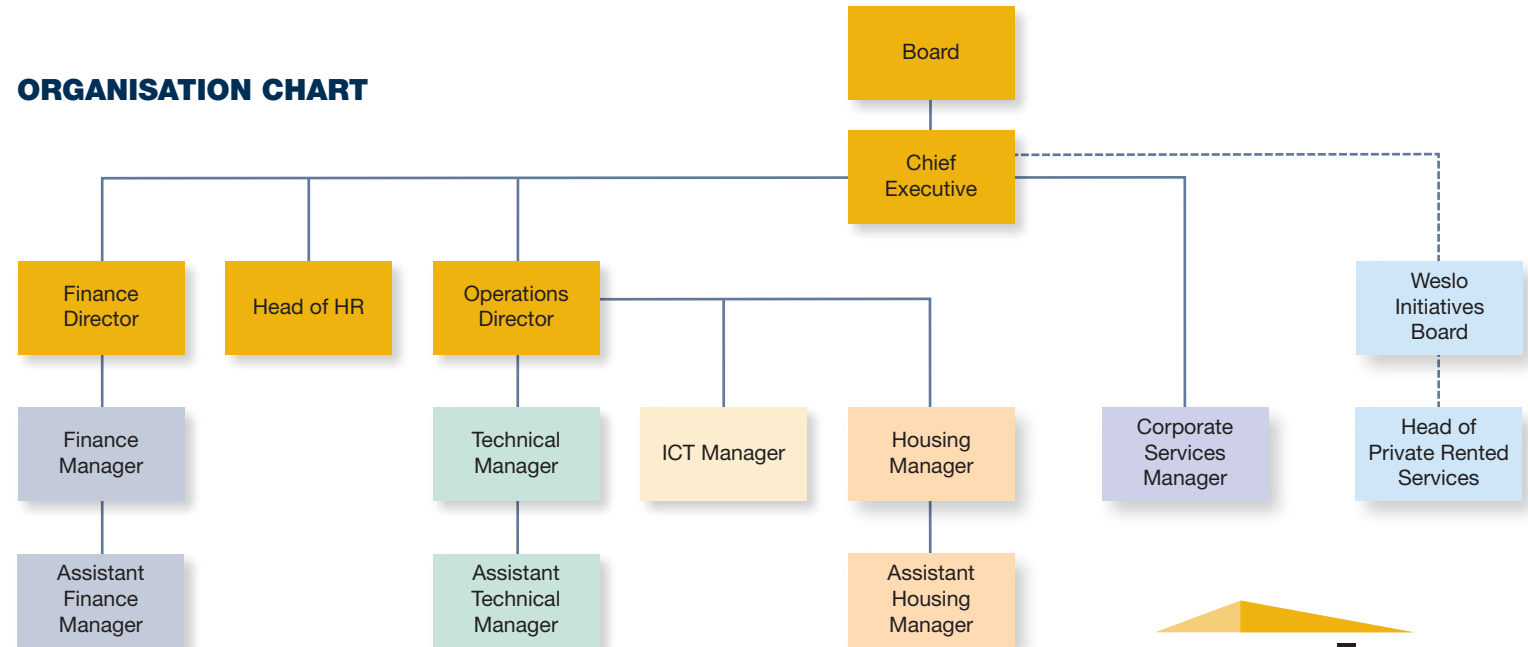 Board
ORGANISATION CHART
Chief
Executive
Finance
Director
Head of HR
Operations
Director
Weslo
Initiatives
Board
Finance
Manager
Technical
Manager
ICT Manager
Housing
Manager
Corporate
Services
Manager
Head of
Private Rented
Services
Assistant
Finance
Manager
Assistant
Technical
Manager
Assistant
Housing
Manager